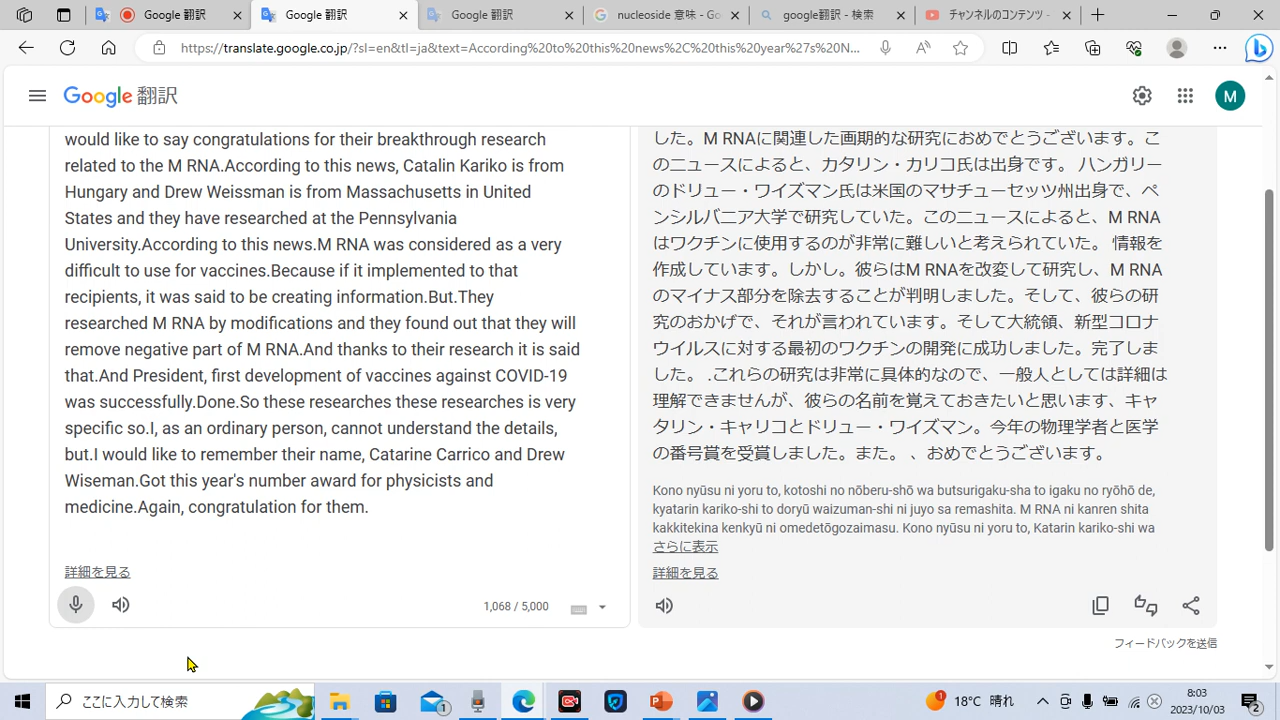 Google 翻訳
Google 翻訳
Google 翻訳
nucleoside 意味 - Go
google翻訳 - 検索
チャンネルのコンテンツ -
https://translate.google.co.jp/?sl=en&tl=ja&text=According%20to%20this%20news%2C%20this%20year%27s%20N...
Google 翻訳
M
would like to say congratulations for their breakthrough research
related to the M RNA.According to this news, Catalin Kariko is from
Hungary and Drew Weissman is from Massachusetts in United
States and they have researched at the Pennsylvania
University.According to this news.M RNA was considered as a very
difficult to use for vaccines.Because if it implemented to that
recipients, it was said to be creating information.But.They
researched M RNA by modifications and they found out that they will
remove negative part of M RNA.And thanks to their research it is said
that.And President, first development of vaccines against COVID-19
was successfully.Done.So these researches these researches is very
specific so.I, as an ordinary person, cannot understand the details,
but.I would like to remember their name, Catarine Carrico and Drew
Wiseman.Got this year's number award for physicists and
medicine.Again, congratulation for them.
詳細を見る
1,068 / 5,000
した。M RNAに関連した画期的な研究におめでとうございます。こ
のニュースによると、カタリン・カリコ氏は出身です。 ハンガリー
のドリュー・ワイズマン氏は米国のマサチューセッツ州出身で、ペ
ンシルバニア大学で研究していた。このニュースによると、M RNA
はワクチンに使用するのが非常に難しいと考えられていた。 情報を
作成しています。しかし。彼らはM RNAを改変して研究し、M RNA
のマイナス部分を除去することが判明しました。そして、彼らの研
究のおかげで、それが言われています。そして大統領、新型コロナ
ウイルスに対する最初のワクチンの開発に成功しました。完了しま
した。 .これらの研究は非常に具体的なので、一般人としては詳細は
理解できませんが、彼らの名前を覚えておきたいと思います、キャ
タリン・キャリコとドリュー・ワイズマン。今年の物理学者と医学
の番号賞を受賞しました。また。 、おめでとうございます。
Kono nyūsu ni yoru to, kotoshi no nōberu-shō wa butsurigaku-sha to igaku no ryōhō de,
kyatarin kariko-shi to doryū waizuman-shi ni juyo sa remashita. M RNA ni kanren shita
kakkitekina kenkyū ni omedetōgozaimasu. Kono nyūsu ni yoru to, Katarin kariko-shi wa
さらに表示
詳細を見る
フィードバックを送信
ここに入力して検索
1
1
18°C 晴れ
8:03
2023/10/03
2